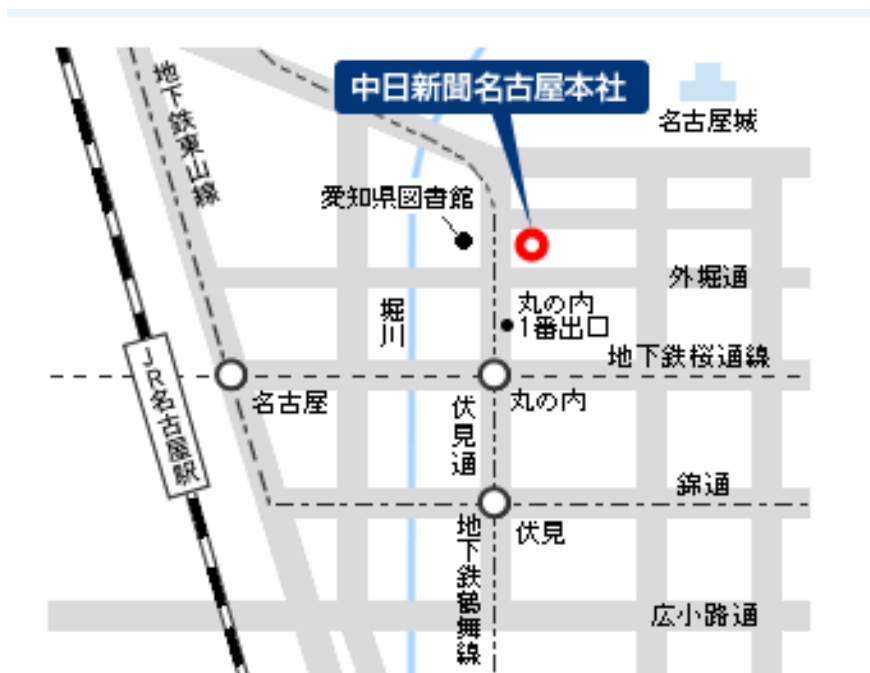 中日新聞名古屋本社
名古屋城
地下鉄東山線
愛知県図書館
外堀通
堀川
丸の内
1番出口
地下鉄桜通線
JR名古屋駅
名古屋
丸の内
伏見通
錦通
伏見
地下鉄鶴舞線
広小路通